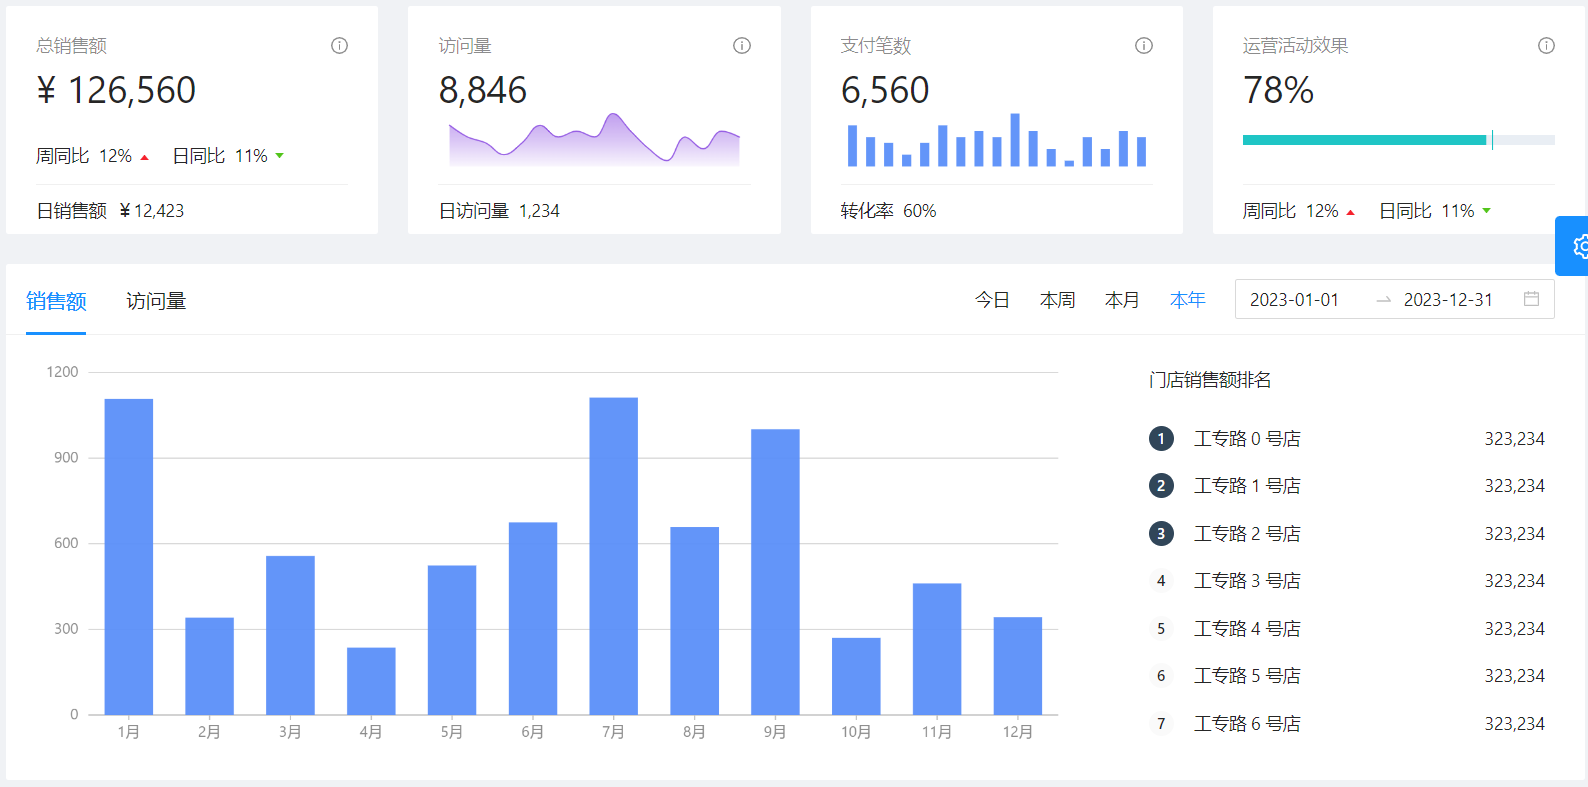 总销售额
¥ 126,560
周同比 12%
日同比 11%
日销售额 ¥ 12,423
访问量
8,846
日访问量 1,234
支付笔数
6,560
转化率 60%
运营活动效果
78%
周同比 12%
日同比 11%
销售额
访问量
今日
本周
本月
本年
2023-01-01
2023-12-31
1200
900
600
300
0
1月
2月
3月
4月
5月
6月
7月
8月
9月
10月
11月
12月
门店销售额排名
1 工专路 0 号店 323,234
2 工专路 1 号店 323,234
3 工专路 2 号店 323,234
4 工专路 3 号店 323,234
5 工专路 4 号店 323,234
6 工专路 5 号店 323,234
7 工专路 6 号店 323,234